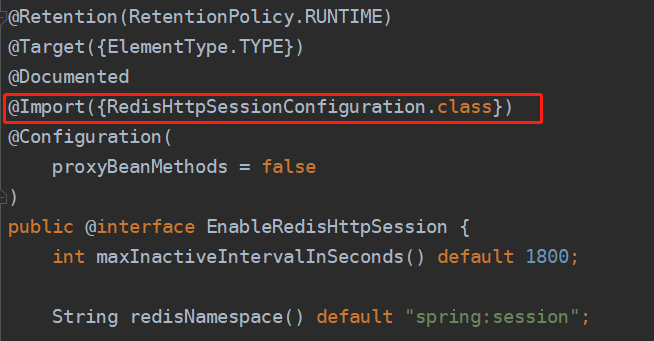 @Retention(RetentionPolicy.RUNTIME)
@Target({ElementType.TYPE})
@Documented
@Import({RedisHttpSessionConfiguration.class})
@Configuration(
    proxyBeanMethods = false
)
public @interface EnableRedisHttpSession {
    int maxInactiveIntervalInSeconds() default 1800;
    String redisNamespace() default "spring:session";